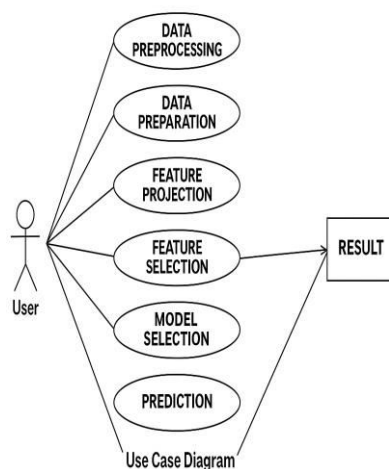 DATA
PREPROCESSING
DATA
PREPARATION
FEATURE
PROJECTION
FEATURE
SELECTION
RESULT
User
MODEL
SELECTION
PREDICTION
Use Case Diagram